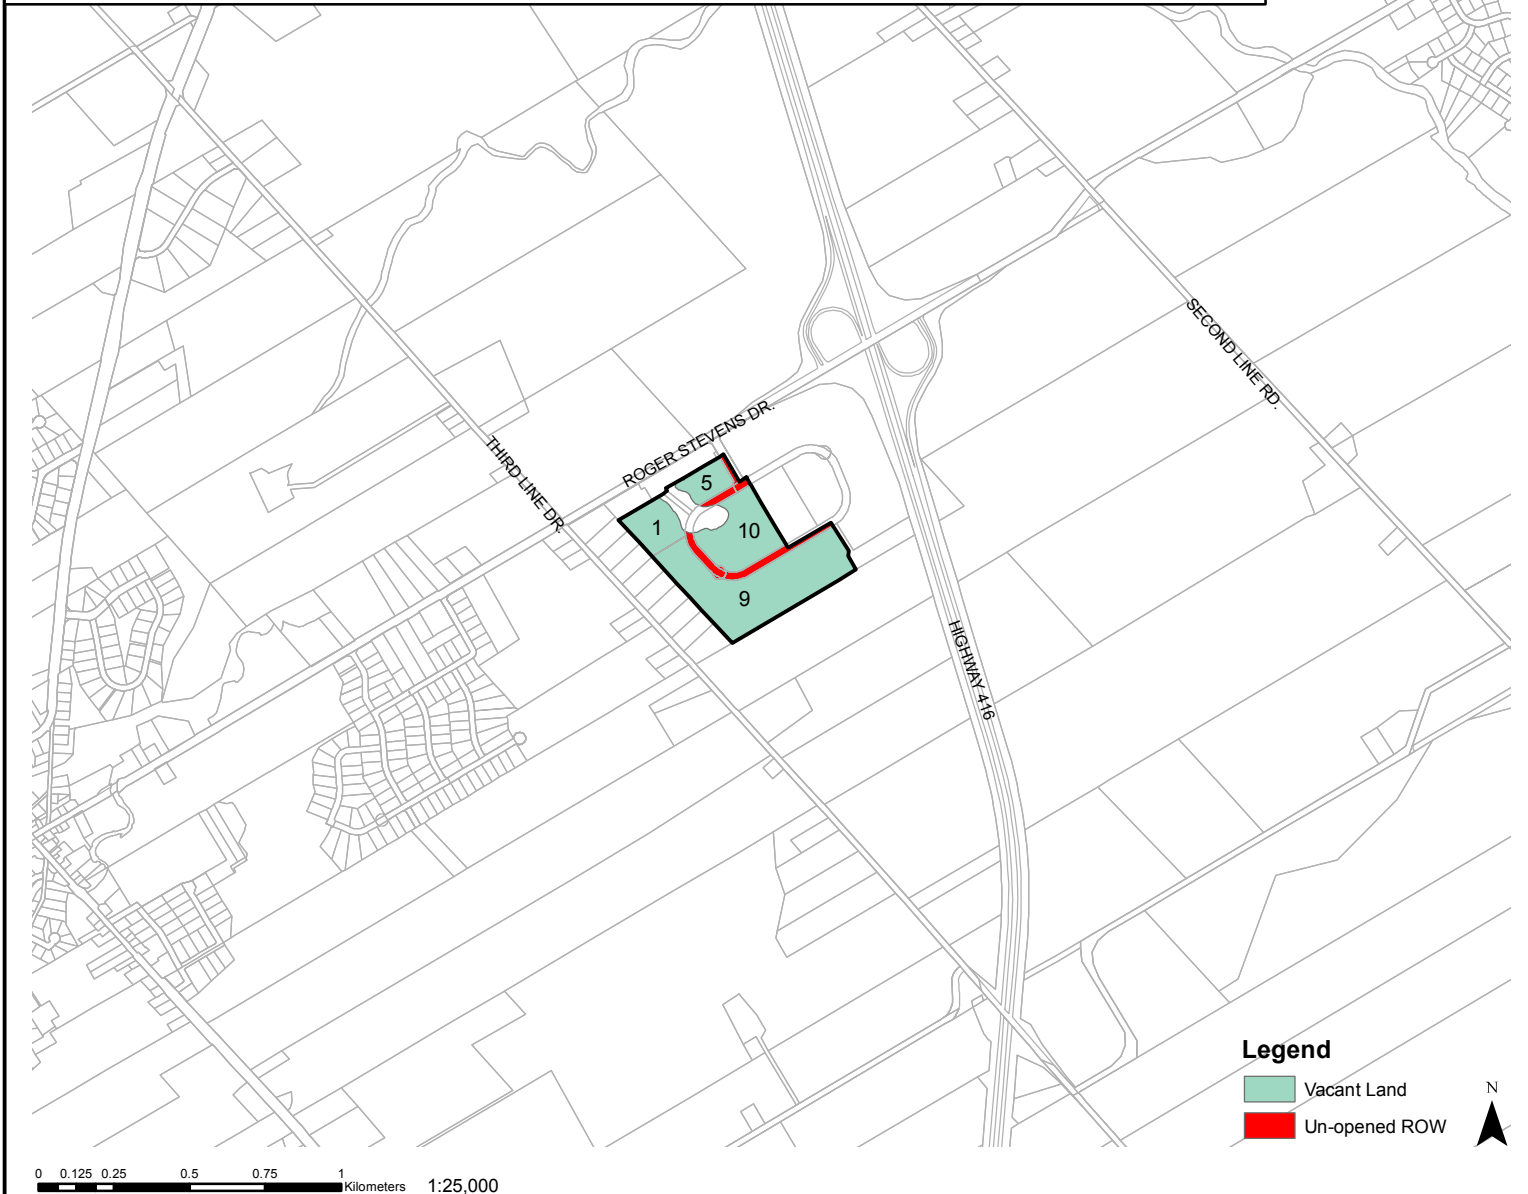 SECOND LINE RD.
ROGER STEVENS DR.
THIRD LINE DR.
5
1
10
9
HIGHWAY 416
Legend
Vacant Land
Un-opened ROW
N
0 0.125 0.25 0.5 0.75 1
Kilometers
1:25,000